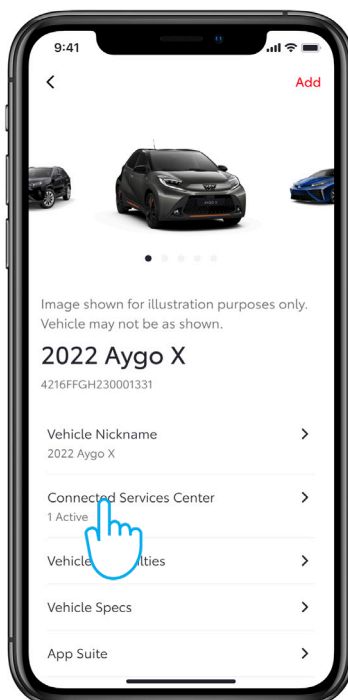 9:41
Add
Image shown for illustration purposes only.
Vehicle may not be as shown.
2022 Aygo X
4216FFGH230001331
Vehicle Nickname
2022 Aygo X
Connected Services Center
1 Active
Vehicle
Vehicle Specs
App Suite